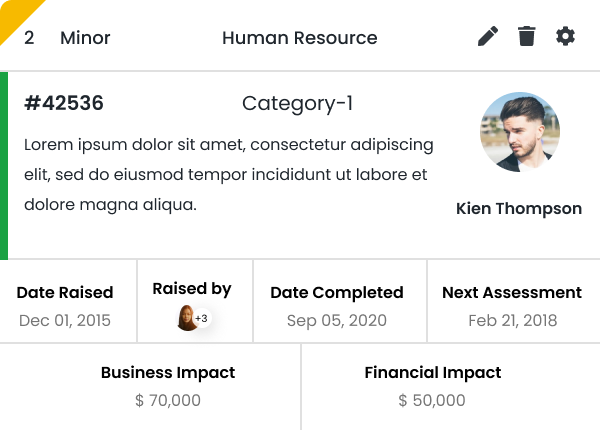 2 Minor Human Resource
#42536 Category-1
Lorem ipsum dolor sit amet, consectetur adipiscing
elit, sed do eiusmod tempor incididunt ut labore et
dolore magna aliqua.
Kien Thompson
Date Raised
Dec 01, 2015
Raised by
+3
Date Completed
Sep 05, 2020
Next Assessment
Feb 21, 2018
Business Impact
$ 70,000
Financial Impact
$ 50,000